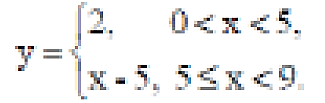 y = { 2, 0 < x < 5,
x - 5, 5 ≤ x < 9.